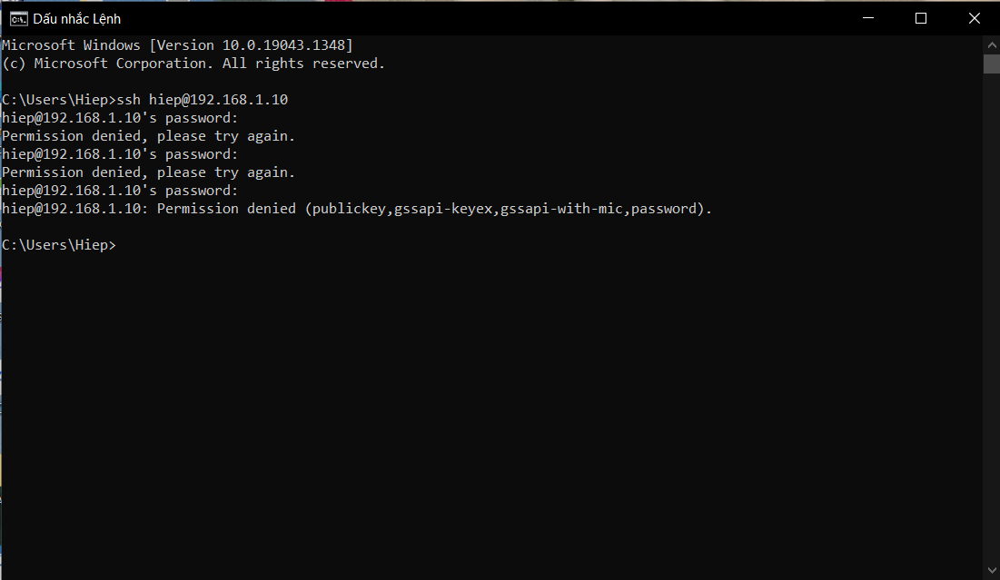 Dấu nhắc Lệnh
Microsoft Windows [Version 10.0.19043.1348]
(c) Microsoft Corporation. All rights reserved.
C:\Users\Hiep>ssh hiep@192.168.1.10
hiep@192.168.1.10's password:
Permission denied, please try again.
hiep@192.168.1.10's password:
Permission denied, please try again.
hiep@192.168.1.10's password:
hiep@192.168.1.10: Permission denied (publickey,gssapi-keyex,gssapi-with-mic,password).
C:\Users\Hiep>